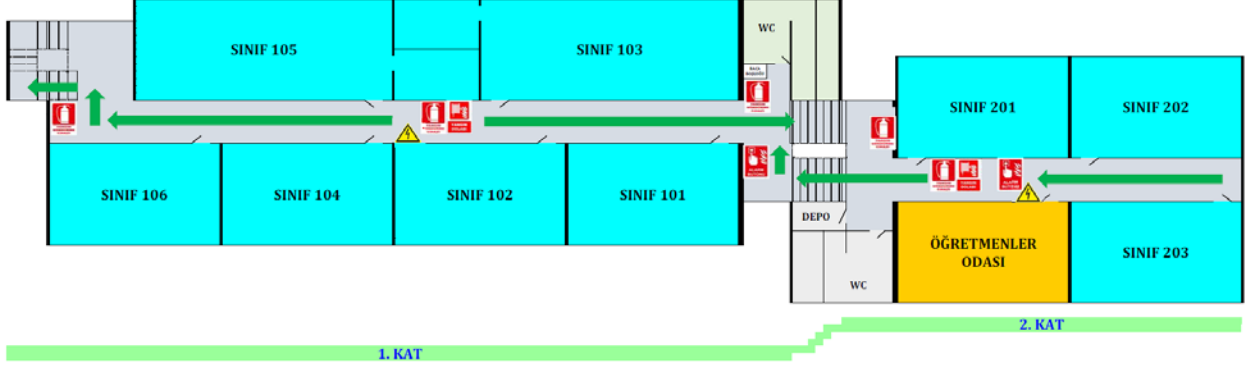 WC
SINIF 105
SINIF 103
SINIF 201
SINIF 202
SINIF 106
SINIF 104
SINIF 102
SINIF 101
DEPO
ÖĞRETMENLER
ODASI
SINIF 203
WC
2. KAT
1. KAT